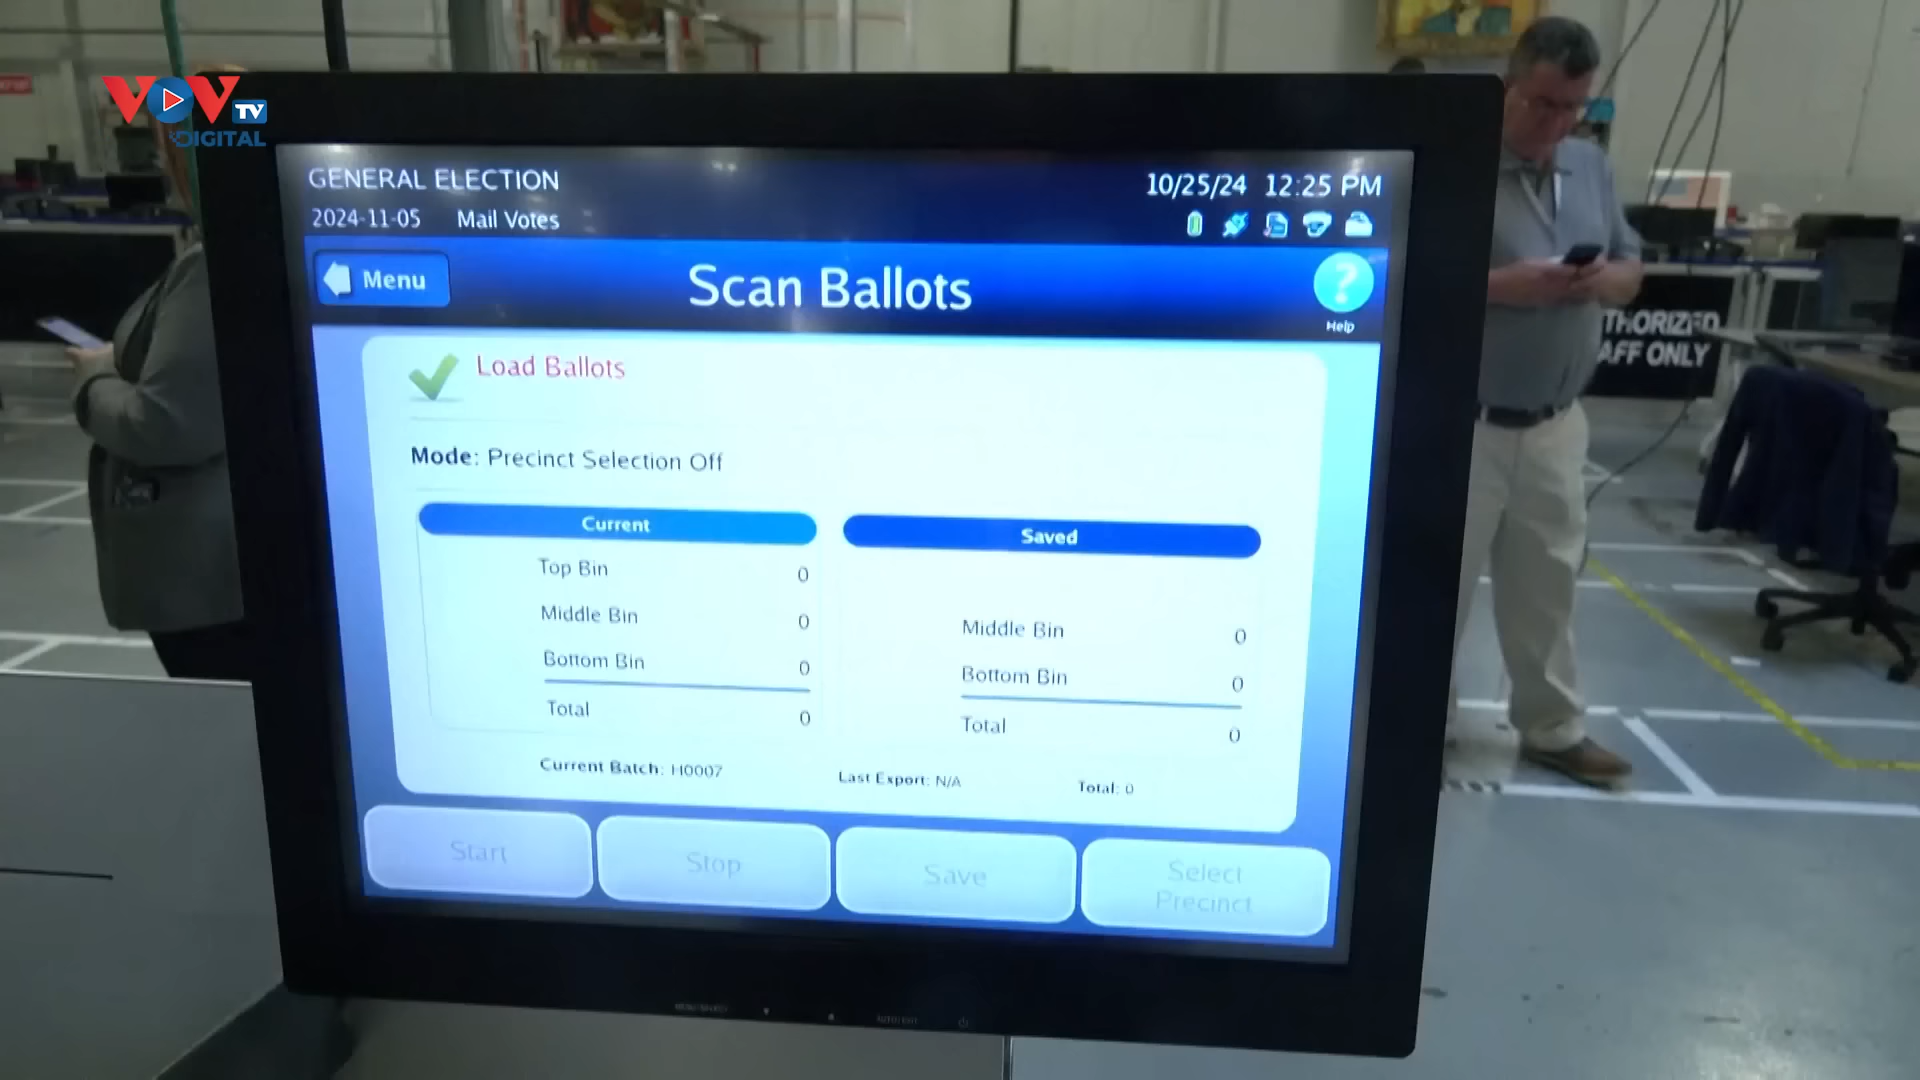 VOV TV
DIGITAL
GENERAL ELECTION
10/25/24 12:25 PM
2024-11-05 Mail Votes
Menu
Scan Ballots
?
Help
Load Ballots
Mode: Precinct Selection Off
Current
Top Bin 0
Middle Bin 0
Bottom Bin 0
Total 0
Saved
Middle Bin 0
Bottom Bin 0
Total 0
Current Batch: H0007
Last Export: N/A
Total: 0
Start
Stop
Save
Select
Precinct
THORIZED
AFF ONLY